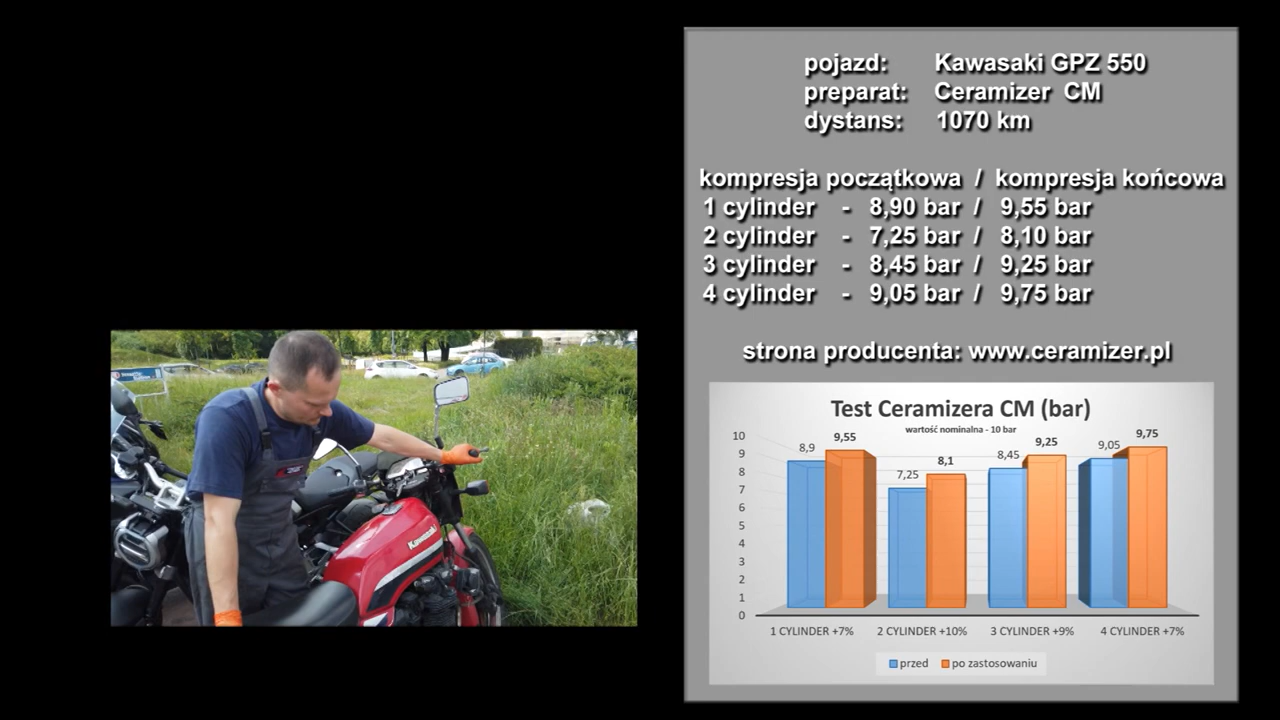 pojazd: Kawasaki GPZ 550
preparat: Ceramizer CM
dystans: 1070 km
kompresja początkowa / kompresja końcowa
1 cylinder - 8,90 bar / 9,55 bar
2 cylinder - 7,25 bar / 8,10 bar
3 cylinder - 8,45 bar / 9,25 bar
4 cylinder - 9,05 bar / 9,75 bar
strona producenta: www.ceramizer.pl
Test Ceramizera CM (bar)
wartość nominalna - 10 bar
10
9
8
7
6
5
4
3
2
1
0
8,9
9,55
7,25
8,1
8,45
9,25
9,05
9,75
1 CYLINDER +7%
2 CYLINDER +10%
3 CYLINDER +9%
4 CYLINDER +7%
przed
po zastosowaniu
Kawasaki